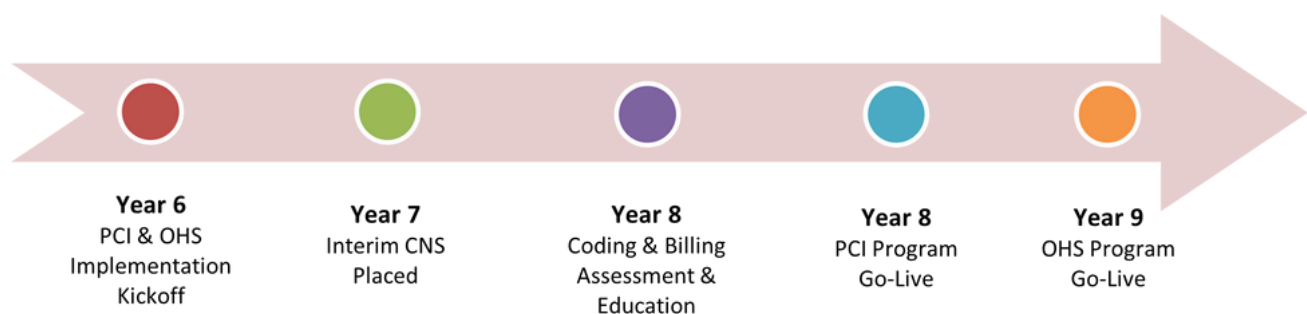 Year 6
PCI & OHS
Implementation
Kickoff
Year 7
Interim CNS
Placed
Year 8
Coding & Billing
Assessment &
Education
Year 8
PCI Program
Go-Live
Year 9
OHS Program
Go-Live